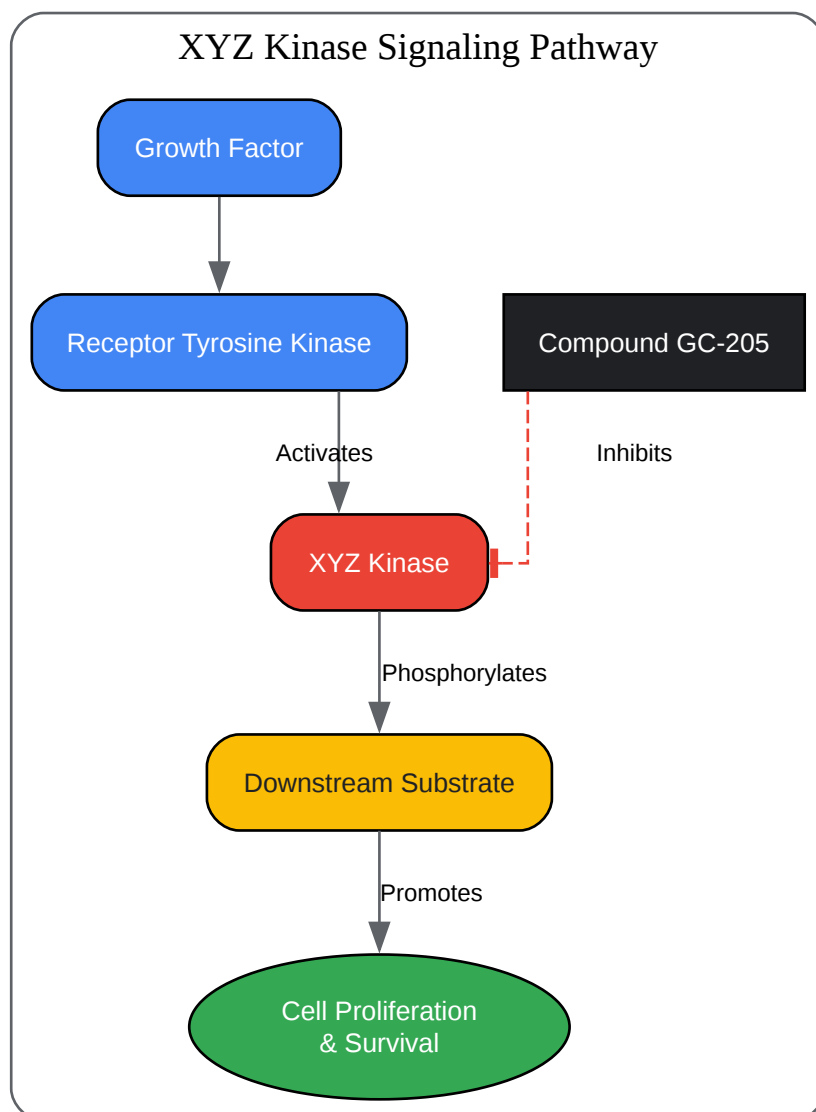 XYZ Kinase Signaling Pathway
Growth Factor
Receptor Tyrosine Kinase
Compound GC-205
Activates
Inhibits
XYZ Kinase
Phosphorylates
Downstream Substrate
Promotes
Cell Proliferation
& Survival